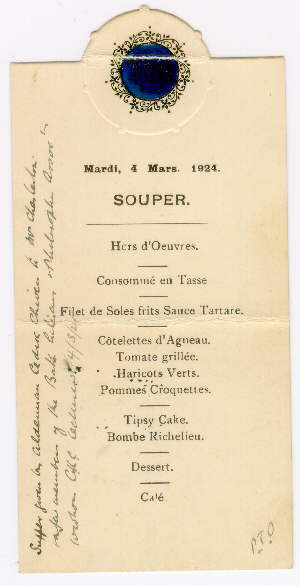 Mardi, 4 Mars. 1924.
SOUPER.
Hors d'Oeuvres.
Consommé en Tasse
Filet de Soles frits Sauce Tartare.
Côtelettes d'Agneau.
Tomate grillée.
Haricots Verts.
Pommes Croquettes.
Tipsy Cake.
Bombe Richelieu.
Dessert.
Café
Supper given by Alderman Cedric Chivers to Mr
members of the Bath
P.T.O